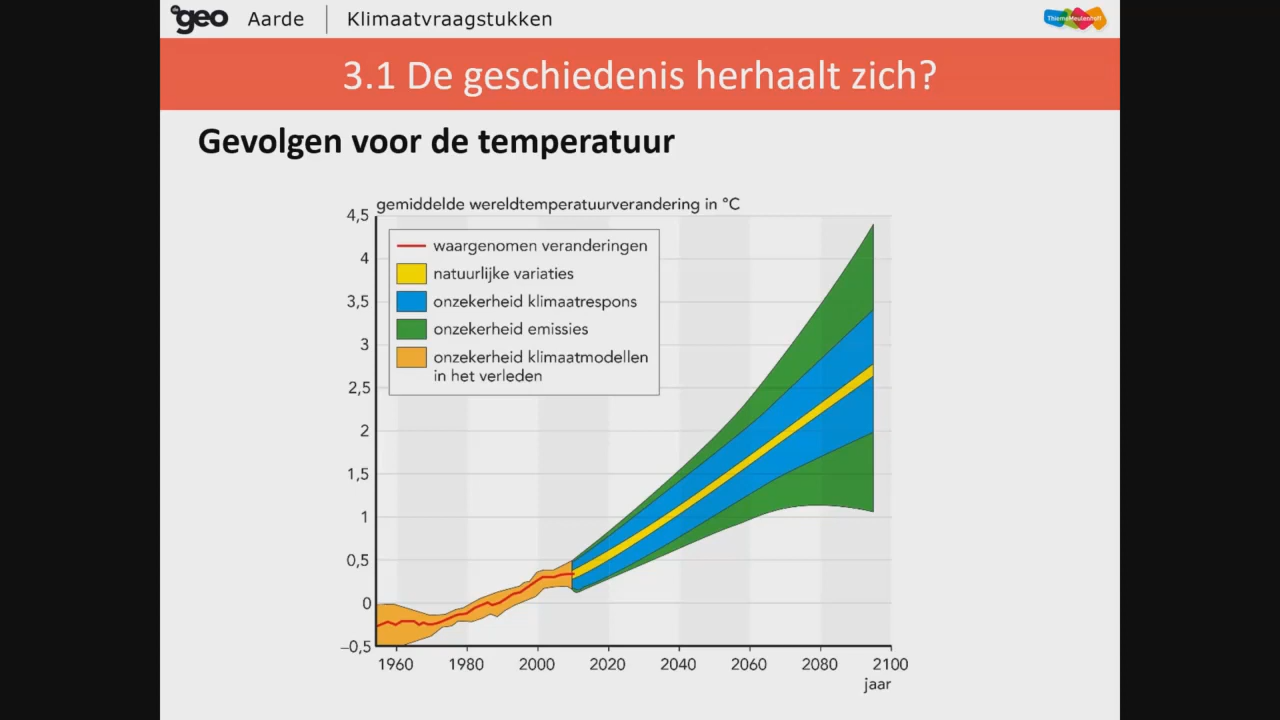 de geo Aarde Klimaatvraagstukken
ThiemeMeulenhoff
3.1 De geschiedenis herhaalt zich?
Gevolgen voor de temperatuur
gemiddelde wereldtemperatuurverandering in °C
4,5
4
3,5
3
2,5
2
1,5
1
0,5
0
–0,5
waargenomen veranderingen
natuurlijke variaties
onzekerheid klimaatrespons
onzekerheid emissies
onzekerheid klimaatmodellen
in het verleden
1960 1980 2000 2020 2040 2060 2080 2100
jaar